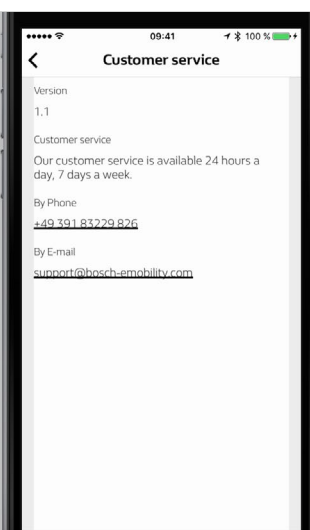 09:41
100 %
Customer service
Version
1.1
Customer service
Our customer service is available 24 hours a
day, 7 days a week.
By Phone
+49 391 83229 826
By E-mail
support@bosch-emobility.com